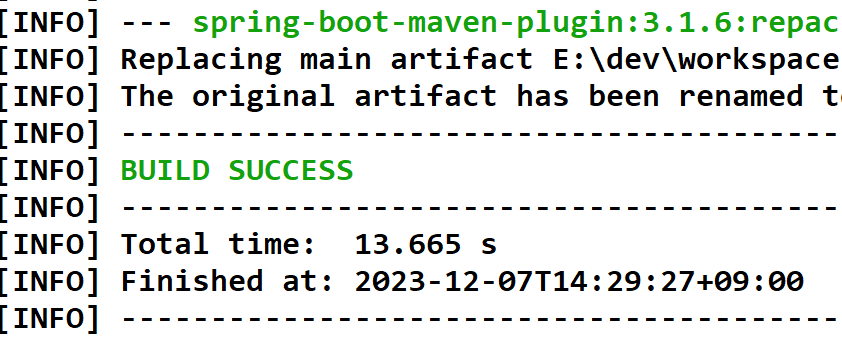 [INFO] --- spring-boot-maven-plugin:3.1.6:repac
[INFO] Replacing main artifact E:\dev\workspace
[INFO] The original artifact has been renamed to
[INFO] ----------------------------------------
[INFO] BUILD SUCCESS
[INFO] ----------------------------------------
[INFO] Total time:  13.665 s
[INFO] Finished at: 2023-12-07T14:29:27+09:00
[INFO] ----------------------------------------